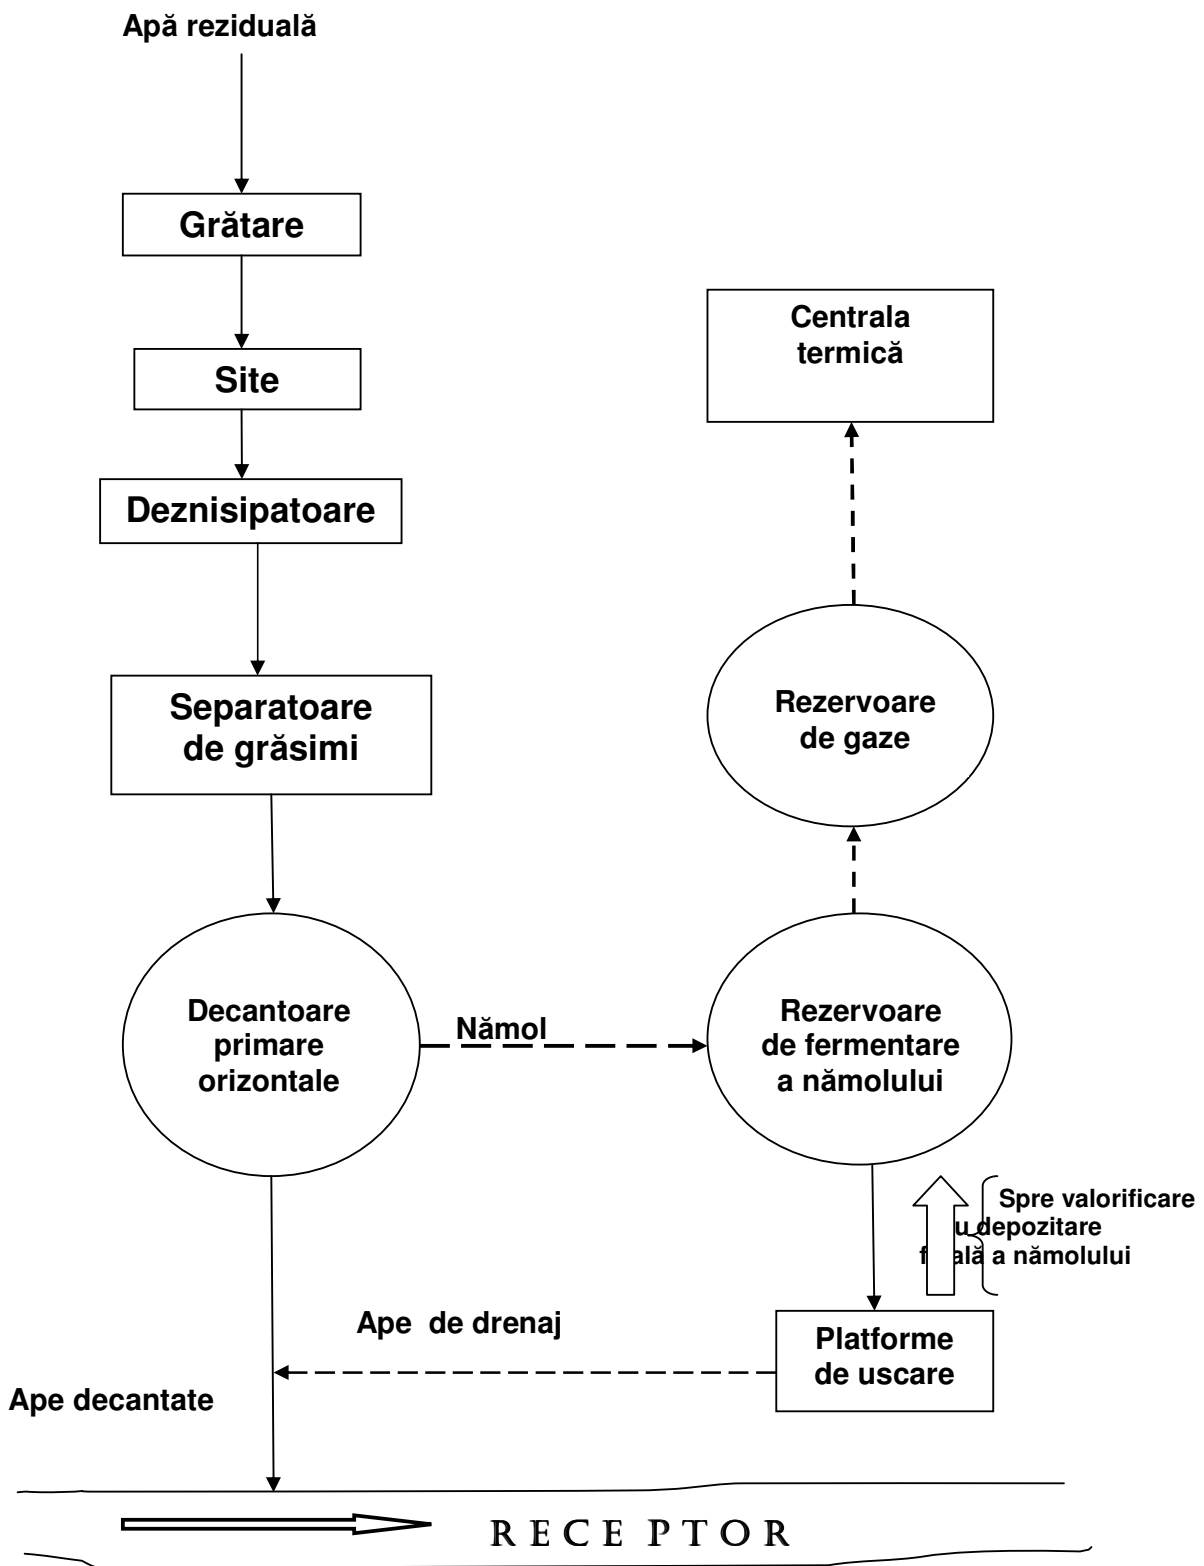 Apă reziduală
Grătare
Site
Deznisipatoare
Separatoare
de grăsimi
Decantoare
primare
orizontale
Nămol
Centrala
termică
Rezervoare
de gaze
Rezervoare
de fermentare
a nămolului
Spre valorificare
depozitare
a nămolului
Platforme
de uscare
Ape de drenaj
Ape decantate
RECEPTOR